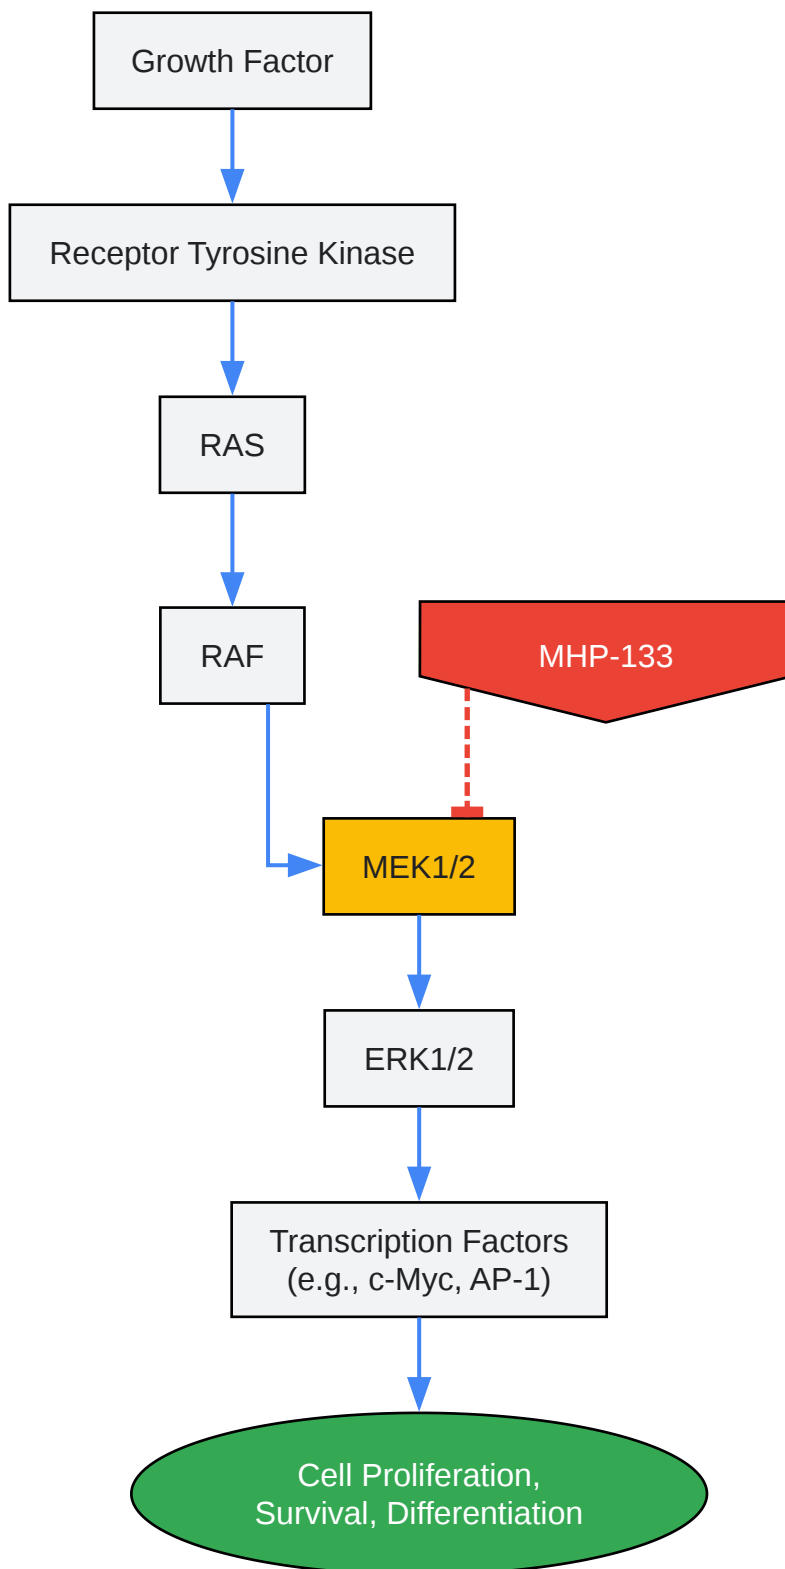 Growth Factor
Receptor Tyrosine Kinase
RAS
RAF
MHP-133
MEK1/2
ERK1/2
Transcription Factors
(e.g., c-Myc, AP-1)
Cell Proliferation,
Survival, Differentiation